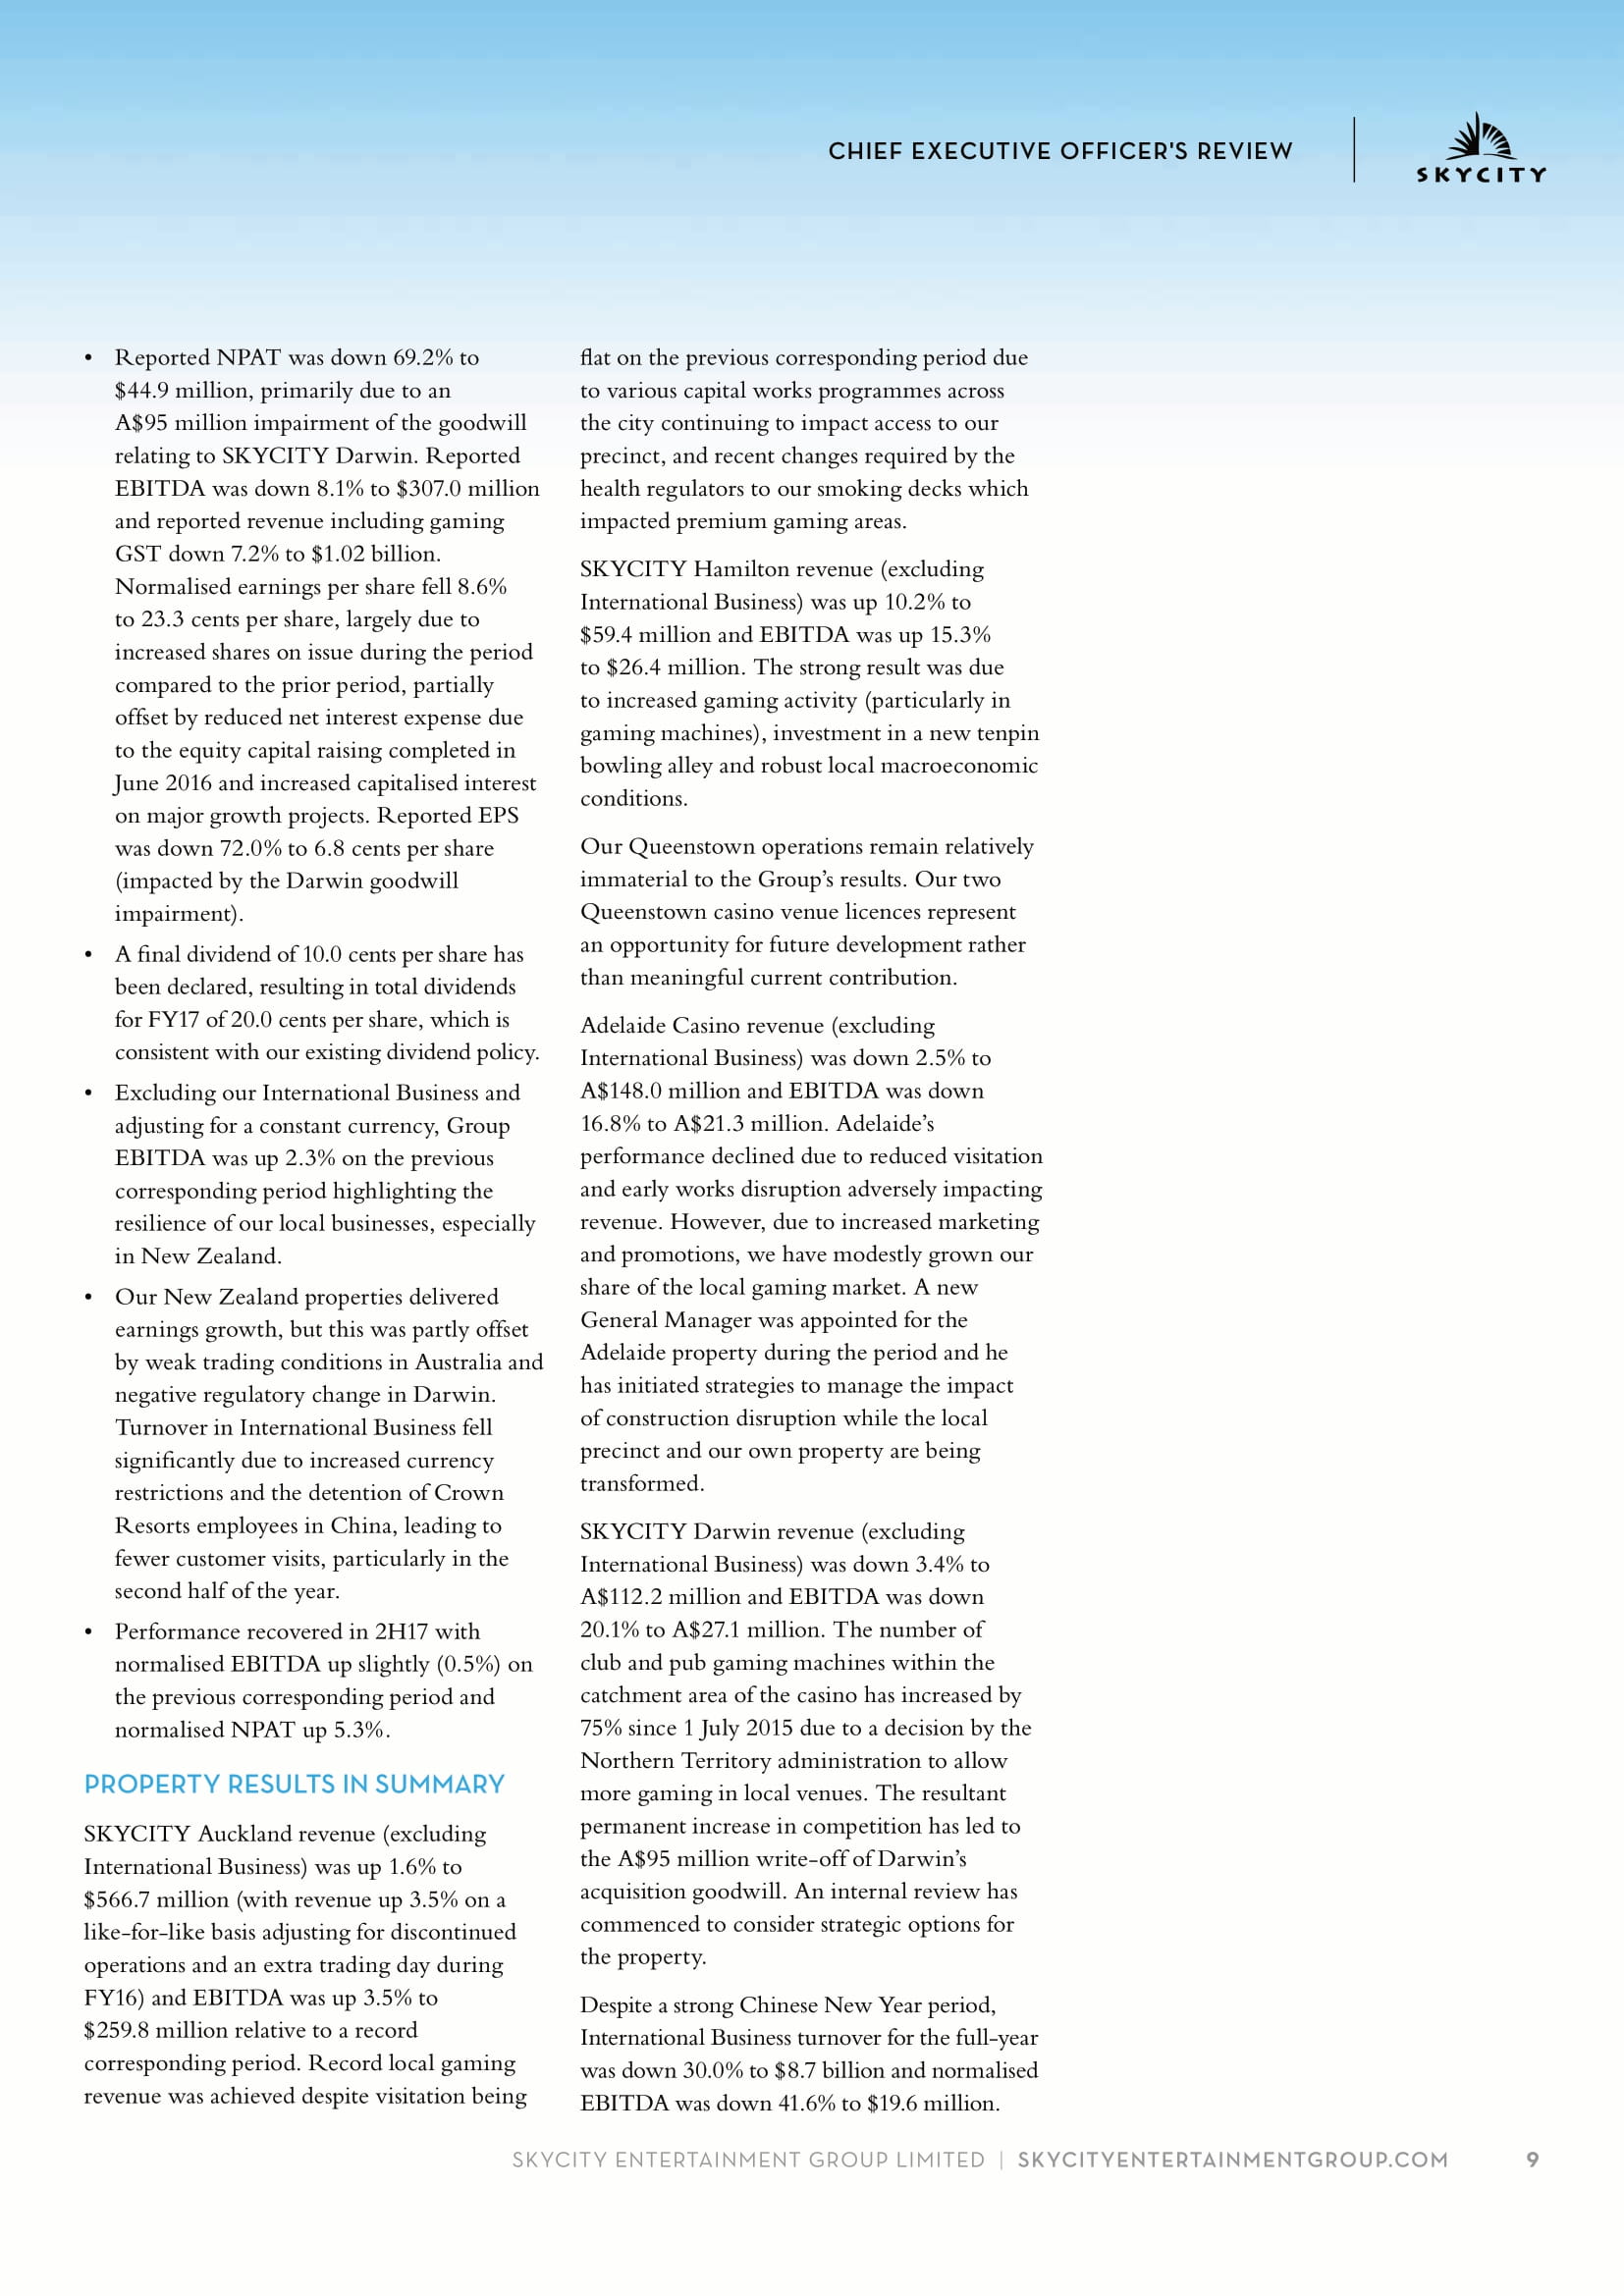 CHIEF EXECUTIVE OFFICER'S REVIEW
SKYCITY
• Reported NPAT was down 69.2% to
$44.9 million, primarily due to an
A$95 million impairment of the goodwill
relating to SKYCITY Darwin. Reported
EBITDA was down 8.1% to $307.0 million
and reported revenue including gaming
GST down 7.2% to $1.02 billion.
Normalised earnings per share fell 8.6%
to 23.3 cents per share, largely due to
increased shares on issue during the period
compared to the prior period, partially
offset by reduced net interest expense due
to the equity capital raising completed in
June 2016 and increased capitalised interest
on major growth projects. Reported EPS
was down 72.0% to 6.8 cents per share
(impacted by the Darwin goodwill
impairment).
• A final dividend of 10.0 cents per share has
been declared, resulting in total dividends
for FY17 of 20.0 cents per share, which is
consistent with our existing dividend policy.
• Excluding our International Business and
adjusting for a constant currency, Group
EBITDA was up 2.3% on the previous
corresponding period highlighting the
resilience of our local businesses, especially
in New Zealand.
• Our New Zealand properties delivered
earnings growth, but this was partly offset
by weak trading conditions in Australia and
negative regulatory change in Darwin.
Turnover in International Business fell
significantly due to increased currency
restrictions and the detention of Crown
Resorts employees in China, leading to
fewer customer visits, particularly in the
second half of the year.
• Performance recovered in 2H17 with
normalised EBITDA up slightly (0.5%) on
the previous corresponding period and
normalised NPAT up 5.3%.
PROPERTY RESULTS IN SUMMARY
SKYCITY Auckland revenue (excluding
International Business) was up 1.6% to
$566.7 million (with revenue up 3.5% on a
like-for-like basis adjusting for discontinued
operations and an extra trading day during
FY16) and EBITDA was up 3.5% to
$259.8 million relative to a record
corresponding period. Record local gaming
revenue was achieved despite visitation being
flat on the previous corresponding period due
to various capital works programmes across
the city continuing to impact access to our
precinct, and recent changes required by the
health regulators to our smoking decks which
impacted premium gaming areas.
SKYCITY Hamilton revenue (excluding
International Business) was up 10.2% to
$59.4 million and EBITDA was up 15.3%
to $26.4 million. The strong result was due
to increased gaming activity (particularly in
gaming machines), investment in a new tenpin
bowling alley and robust local macroeconomic
conditions.
Our Queenstown operations remain relatively
immaterial to the Group’s results. Our two
Queenstown casino venue licences represent
an opportunity for future development rather
than meaningful current contribution.
Adelaide Casino revenue (excluding
International Business) was down 2.5% to
A$148.0 million and EBITDA was down
16.8% to A$21.3 million. Adelaide’s
performance declined due to reduced visitation
and early works disruption adversely impacting
revenue. However, due to increased marketing
and promotions, we have modestly grown our
share of the local gaming market. A new
General Manager was appointed for the
Adelaide property during the period and he
has initiated strategies to manage the impact
of construction disruption while the local
precinct and our own property are being
transformed.
SKYCITY Darwin revenue (excluding
International Business) was down 3.4% to
A$112.2 million and EBITDA was down
20.1% to A$27.1 million. The number of
club and pub gaming machines within the
catchment area of the casino has increased by
75% since 1 July 2015 due to a decision by the
Northern Territory administration to allow
more gaming in local venues. The resultant
permanent increase in competition has led to
the A$95 million write-off of Darwin’s
acquisition goodwill. An internal review has
commenced to consider strategic options for
the property.
Despite a strong Chinese New Year period,
International Business turnover for the full-year
was down 30.0% to $8.7 billion and normalised
EBITDA was down 41.6% to $19.6 million.
SKYCITY ENTERTAINMENT GROUP LIMITED | SKYCITYENTERTAINMENTGROUP.COM 9